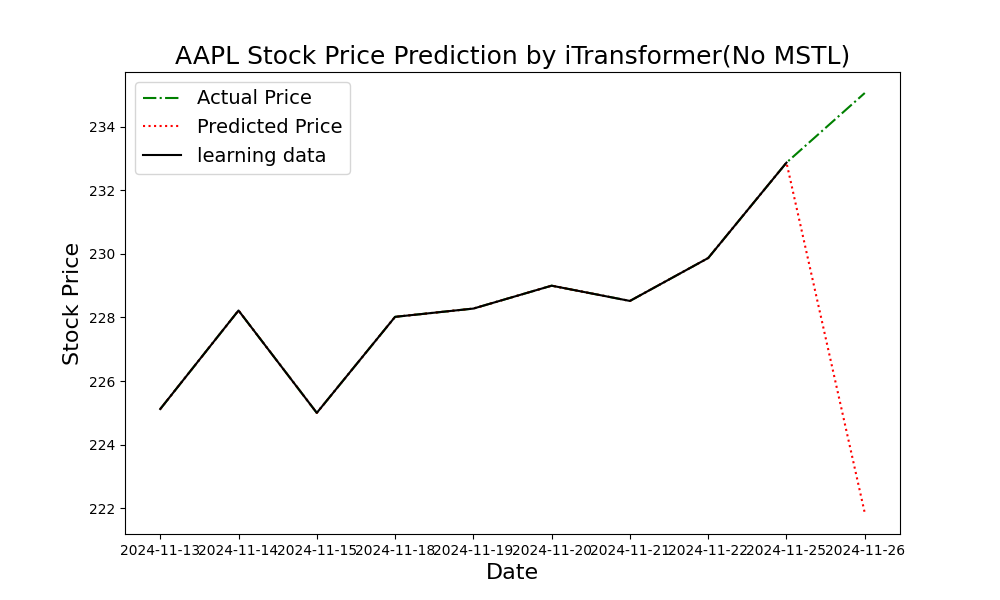 AAPL Stock Price Prediction by iTransformer(No MSTL)
Actual Price
Predicted Price
learning data
Stock Price
234
232
230
228
226
224
222
2024-11-13 2024-11-14 2024-11-15 2024-11-18 2024-11-19 2024-11-20 2024-11-21 2024-11-22 2024-11-25 2024-11-26
Date